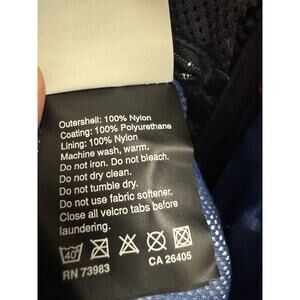 Outershell: 100% Nylon
Coating: 100% Polyurethane
Lining: 100% Nylon
Machine wash, warm.
Do not iron. Do not bleach.
Do not dry clean.
Do not tumble dry.
Do not use fabric softener.
Close all velcro tabs before
laundering.
40°
RN 73983 CA 26405